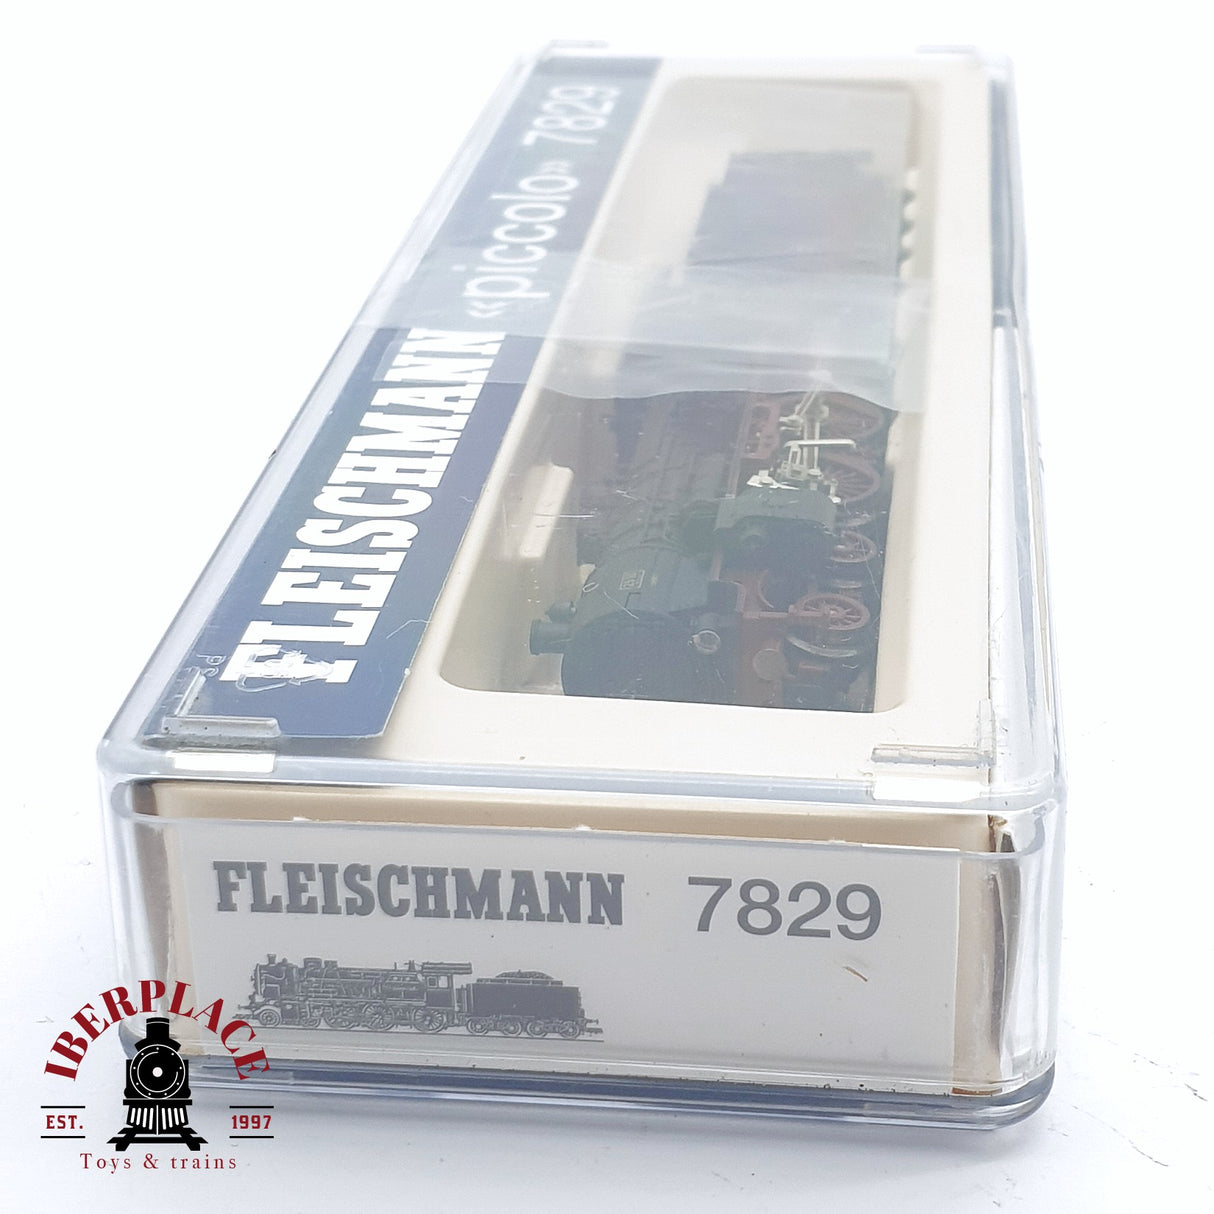 FLEISCHMANN «piccolo» 7829
FLEISCHMANN 7829
IBERPLACE
EST. 1997
Toys & trains